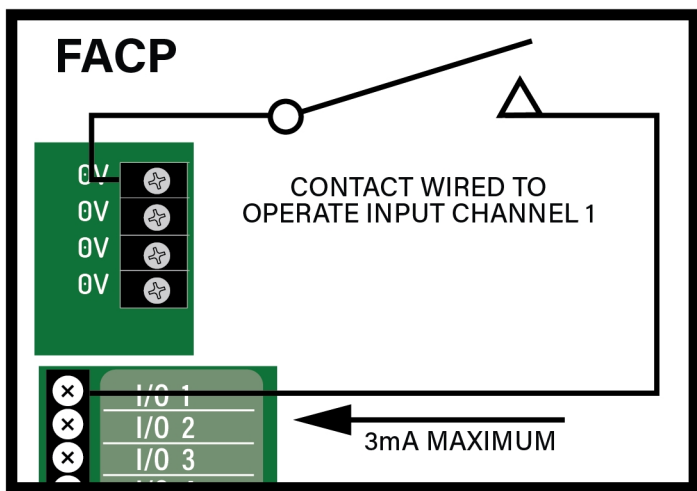 FACP
0V
0V
0V
0V
CONTACT WIRED TO
OPERATE INPUT CHANNEL 1
I/O 1
I/O 2
I/O 3
3mA MAXIMUM